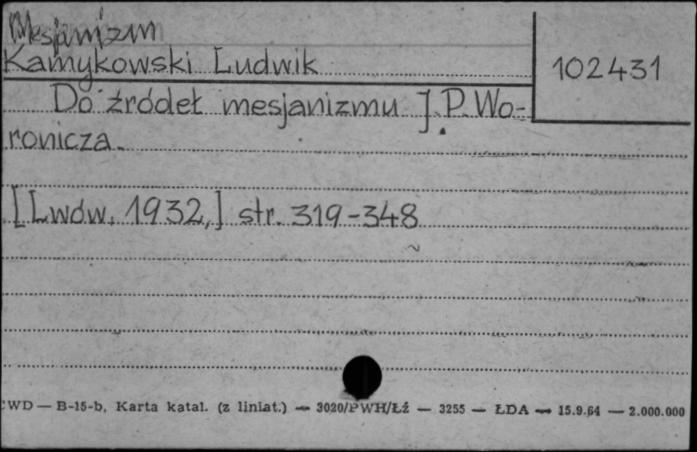 Mesjanizm
Kamykowski Ludwik
102431
Do źródeł mesjanizmu J. P. Wo-
ronicza.
[Lwów, 1932,] str. 319-348
CWD — B-15-b, Karta katal. (z liniat.) — 3020/PWH/Łź — 3255 — ŁDA — 15.9.64 — 2.000.000